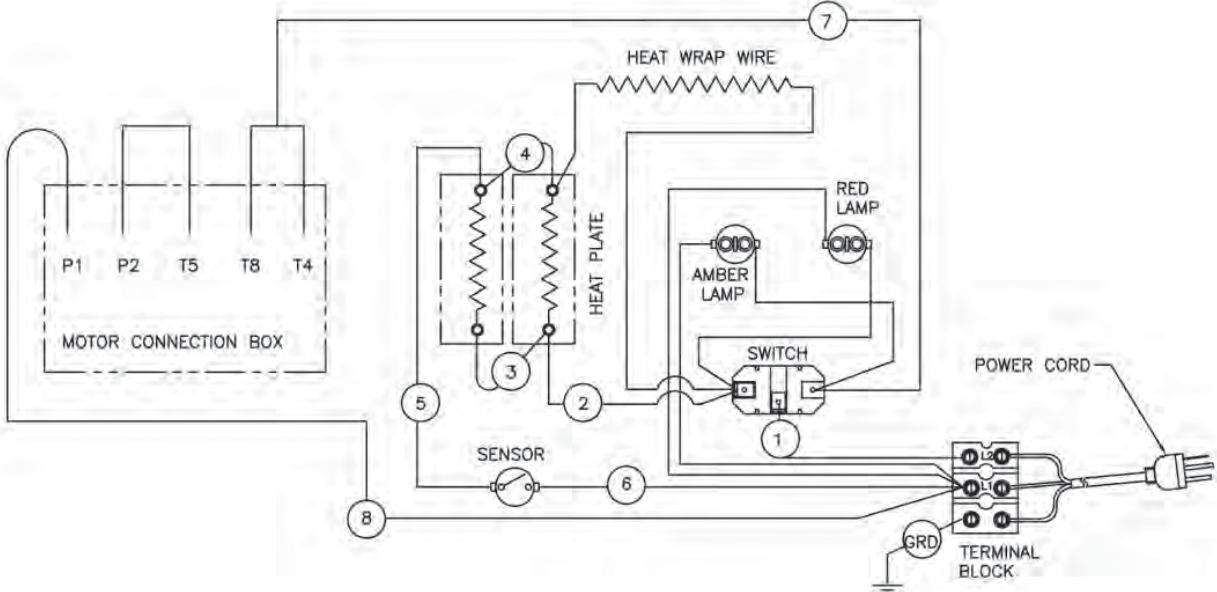 7
HEAT WRAP WIRE
4
RED
LAMP
P1 P2 T5 T8 T4
HEAT PLATE
AMBER
LAMP
MOTOR CONNECTION BOX
3
SWITCH
POWER CORD
5
2
1
SENSOR
L2
6
L1
8
GRD
TERMINAL
BLOCK